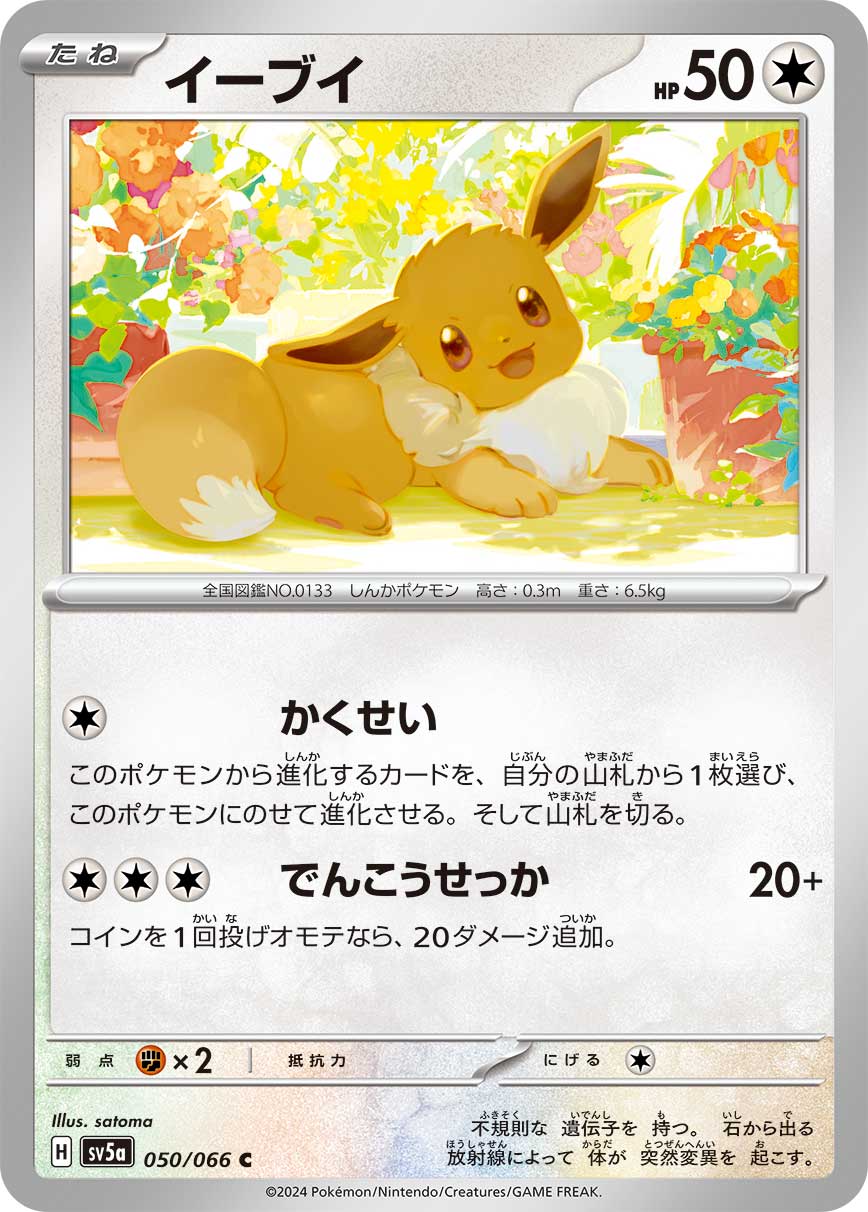 たね
イーブイ
HP 50
全国図鑑NO.0133 しんかポケモン 高さ：0.3m 重さ：6.5kg
かくせい
このポケモンから進化するカードを、自分の山札から1枚選び、
このポケモンにのせて進化させる。そして山札を切る。
でんこうせっか 20+
コインを1回投げオモテなら、20ダメージ追加。
弱点 ×2 抵抗力 にげる
Illus. satoma
不規則な 遺伝子を 持つ。 石から出る
放射線によって 体が 突然変異を 起こす。
H sv5a 050/066 C
©2024 Pokémon/Nintendo/Creatures/GAME FREAK.